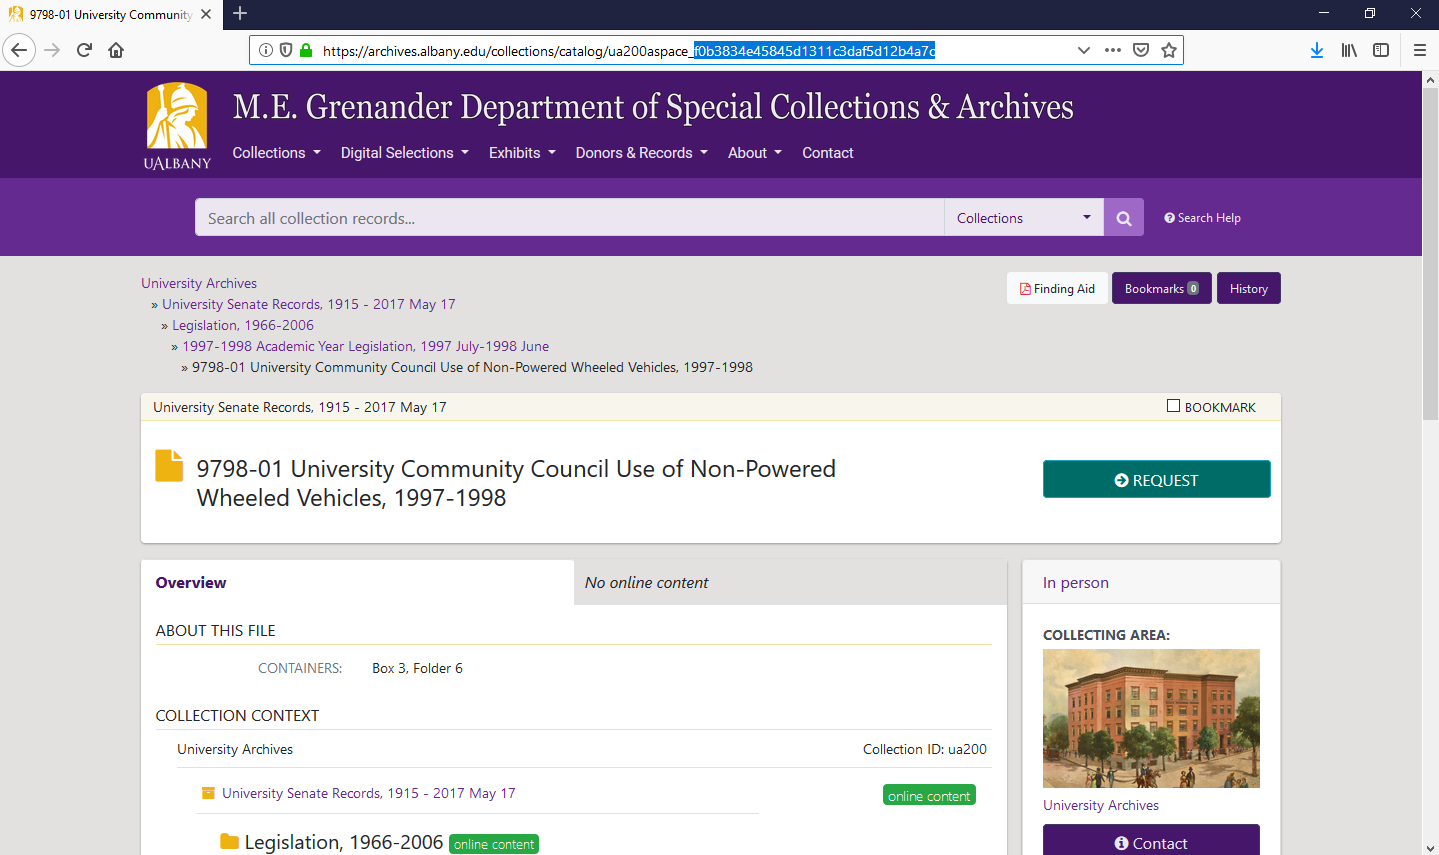 9798-01 University Community
https://archives.albany.edu/collections/catalog/ua200aspace_f0b3834e45845d1311c3daf5d12b4a7c
M.E. Grenander Department of Special Collections & Archives
UALBANY
Collections Digital Selections Exhibits Donors & Records About Contact
Search all collection records...
Collections
Search Help
University Archives
» University Senate Records, 1915 - 2017 May 17
» Legislation, 1966-2006
» 1997-1998 Academic Year Legislation, 1997 July-1998 June
» 9798-01 University Community Council Use of Non-Powered Wheeled Vehicles, 1997-1998
Finding Aid
Bookmarks 0
History
University Senate Records, 1915 - 2017 May 17
BOOKMARK
9798-01 University Community Council Use of Non-Powered
Wheeled Vehicles, 1997-1998
REQUEST
Overview
No online content
ABOUT THIS FILE
CONTAINERS: Box 3, Folder 6
COLLECTION CONTEXT
University Archives
Collection ID: ua200
University Senate Records, 1915 - 2017 May 17
online content
Legislation, 1966-2006 online content
In person
COLLECTING AREA:
University Archives
Contact